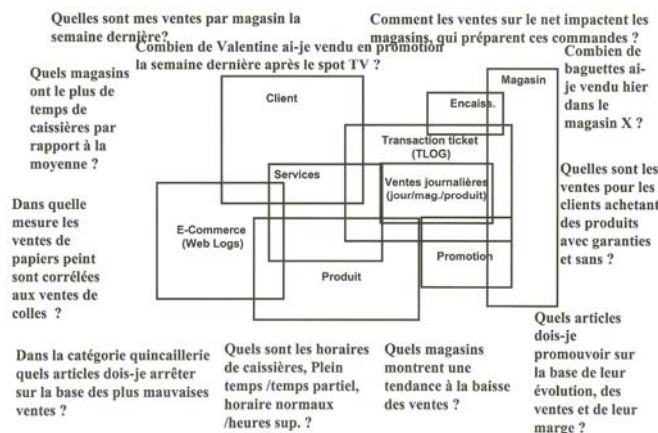 Quelles sont mes ventes par magasin la
semaine dernière?
Comment les ventes sur le net impactent les
magasins, qui préparent ces commandes ?
Combien de Valentine ai-je vendu en promotion
la semaine dernière après le spot TV ?
Combien de
baguettes ai-
je vendu hier
dans le
magasin X ?
Quels magasins
ont le plus de
temps de
caissières par
rapport à la
moyenne ?
Client
Magasin
Encaiss.
Transaction ticket
(TLOG)
Services
Ventes journalières
(jour/mag./produit)
Quelles sont les
ventes pour les
clients achetant
des produits
avec garanties
et sans ?
Dans quelle
mesure les
ventes de
papiers peint
sont corrélées
aux ventes de
colles ?
E-Commerce
(Web Logs)
Produit
Promotion
Dans la catégorie quincaillerie
quels articles dois-je arrêter
sur la base des plus mauvaises
ventes ?
Quels sont les horaires
de caissières, Plein
temps /temps partiel,
horaire normaux
/heures sup. ?
Quels magasins
montrent une
tendance à la baisse
des ventes ?
Quels articles
dois-je
promouvoir sur
la base de leur
évolution, des
ventes et de leur
marge ?